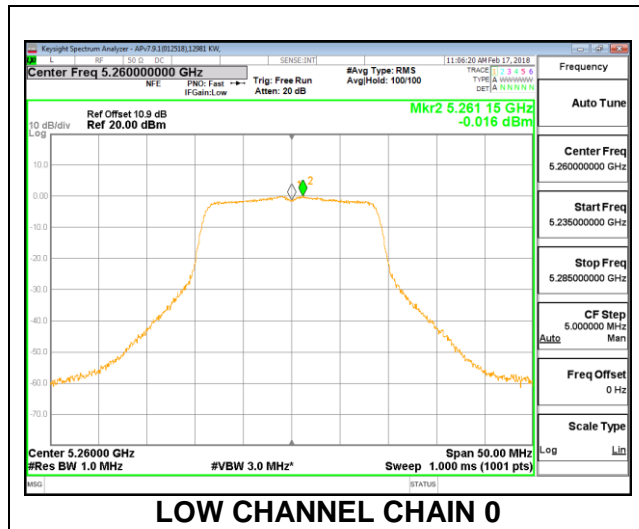 Keysight Spectrum Analyzer - APv7.9.1(012518),12981 KW,
L RF 50 Ω DC SENSE:INT 11:06:20 AM Feb 17, 2018
Center Freq 5.260000000 GHz
NFE
PNO: Fast
IFGain:Low
Trig: Free Run
Atten: 20 dB
#Avg Type: RMS
Avg|Hold: 100/100
TRACE 1 2 3 4 5 6
TYPE A WWWWW
DET A N N N N N
Frequency
Mkr2 5.261 15 GHz
-0.016 dBm
Ref Offset 10.9 dB
10 dB/div Ref 20.00 dBm
Log
10.0
0.00
-10.0
-20.0
-30.0
-40.0
-50.0
-60.0
-70.0
2
Auto Tune
Center Freq
5.260000000 GHz
Start Freq
5.235000000 GHz
Stop Freq
5.285000000 GHz
CF Step
5.000000 MHz
Auto Man
Freq Offset
0 Hz
Scale Type
Log Lin
Center 5.26000 GHz Span 50.00 MHz
#Res BW 1.0 MHz #VBW 3.0 MHz* Sweep 1.000 ms (1001 pts)
MSG STATUS
LOW CHANNEL CHAIN 0